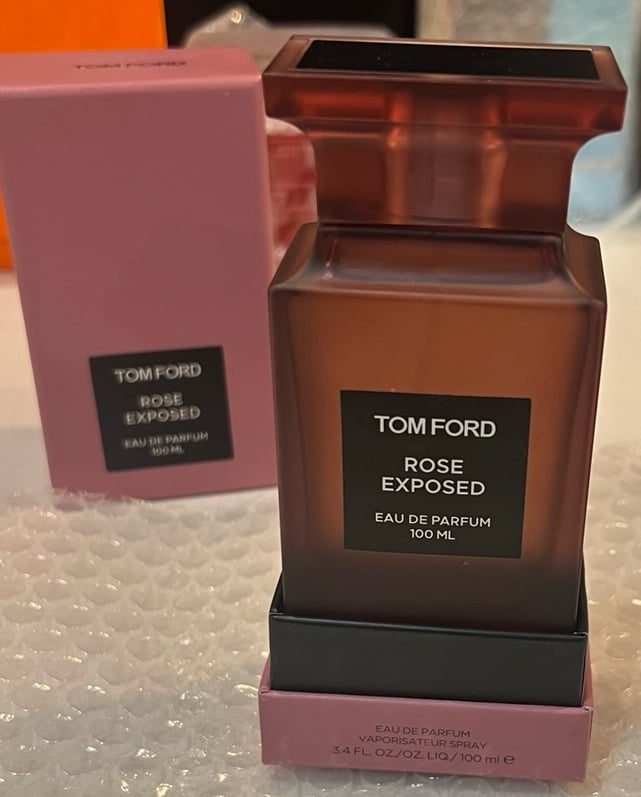 TOM FORD
TOM FORD
ROSE
EXPOSED
EAU DE PARFUM
100 ML
TOM FORD
ROSE
EXPOSED
EAU DE PARFUM
100 ML
EAU DE PARFUM
VAPORISATEUR SPRAY
3.4 FL. OZ./OZ. LIQ./ 100 ml ℮